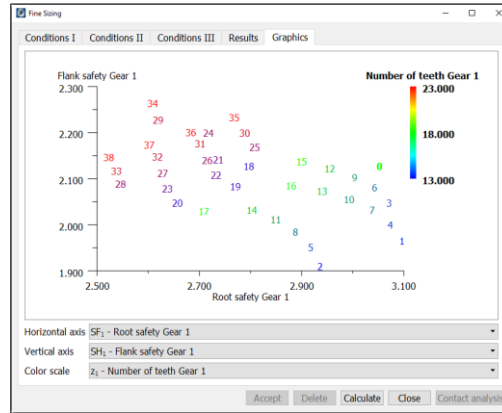 Fine Sizing
Conditions I Conditions II Conditions III Results Graphics
Flank safety Gear 1 Number of teeth Gear 1
2.300 23.000
34
35
29
2.200 36 24 30 18.000
37 31 25
38 32 26 21 18 15 12 0
33 27 22 9
2.100 28 23 19 16 13 6 13.000
20 10 3
17 14 7
11 4
2.000 8
5 1
2
1.900
2.500 2.700 2.900 3.100
Root safety Gear 1
Horizontal axis SF₁ - Root safety Gear 1
Vertical axis SH₁ - Flank safety Gear 1
Color scale z₁ - Number of teeth Gear 1
Accept Delete Calculate Close Contact analysis